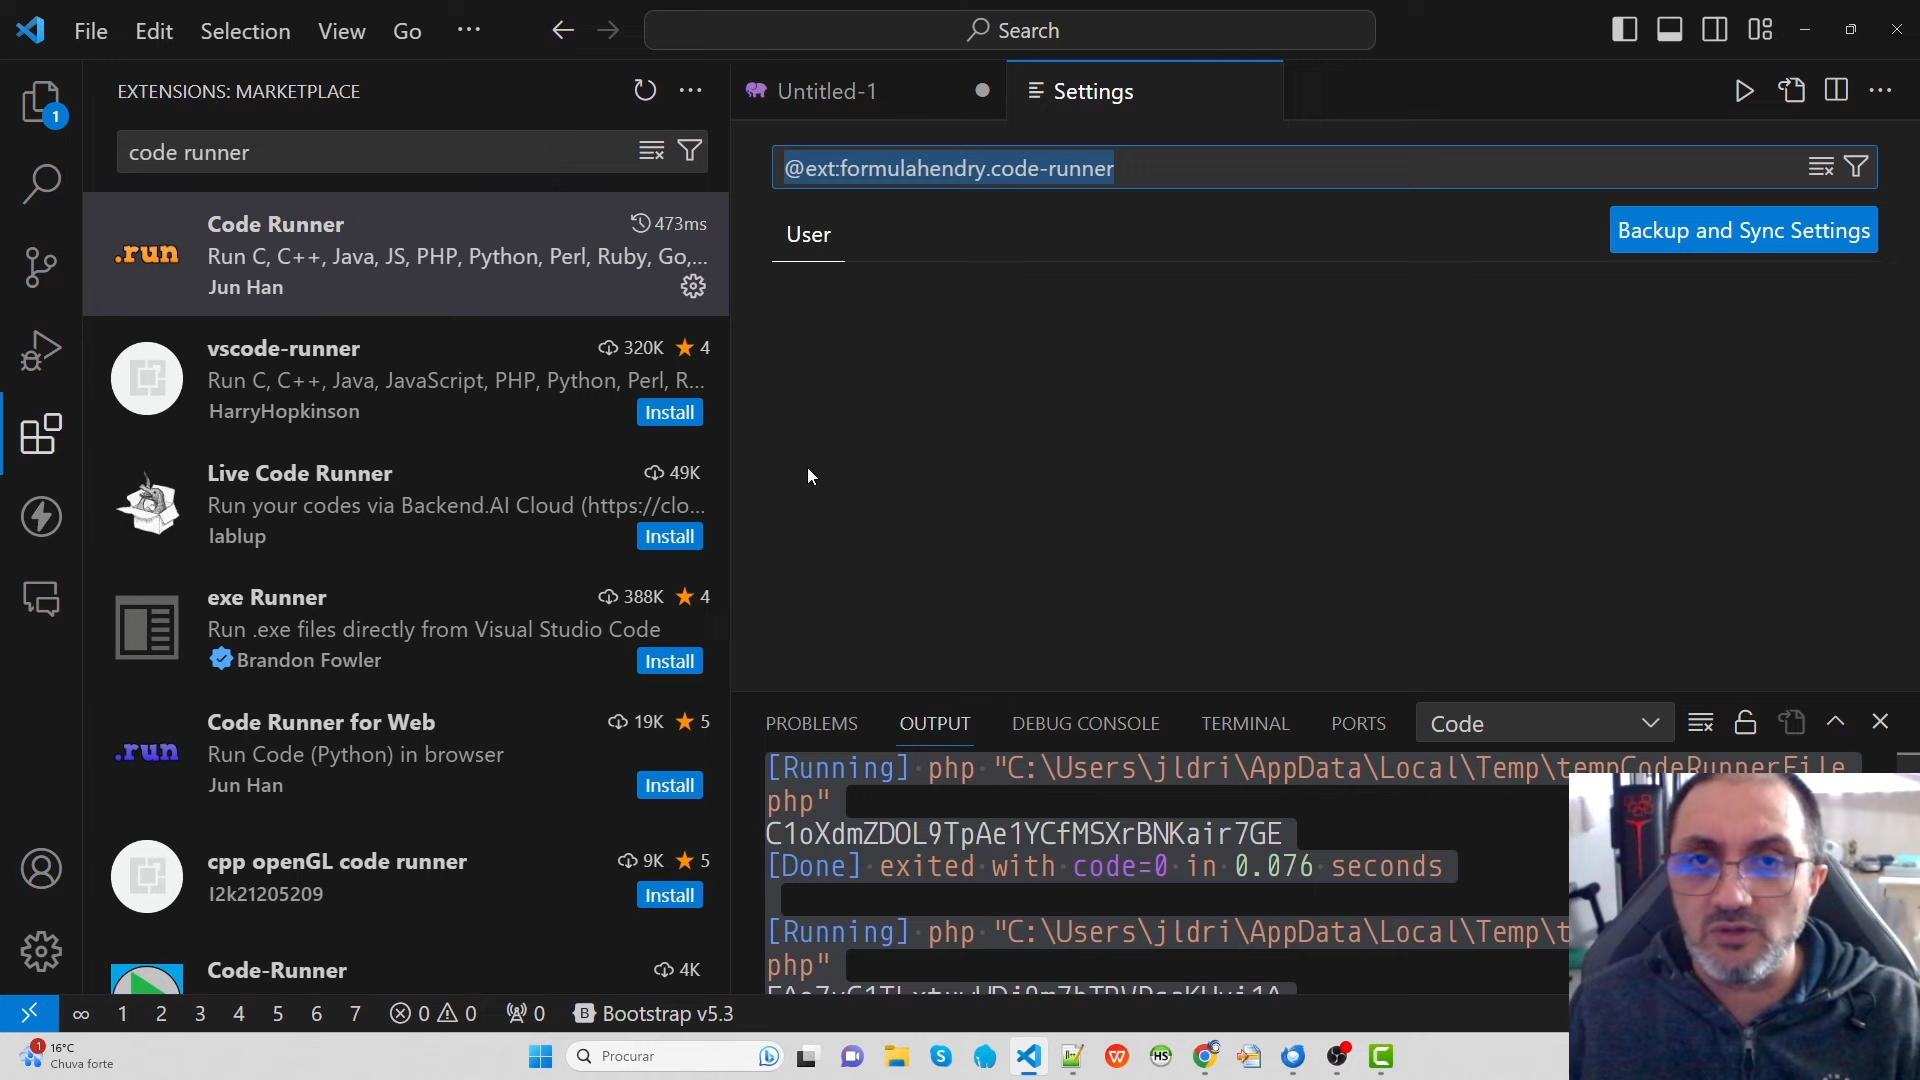 File Edit Selection View Go ···
Search
EXTENSIONS: MARKETPLACE
code runner
1
.run
Code Runner
473ms
Run C, C++, Java, JS, PHP, Python, Perl, Ruby, Go,...
Jun Han
vscode-runner
320K ★ 4
Run C, C++, Java, JavaScript, PHP, Python, Perl, R...
HarryHopkinson
Install
Live Code Runner
49K
Run your codes via Backend.AI Cloud (https://clo...
lablup
Install
exe Runner
388K ★ 4
Run .exe files directly from Visual Studio Code
Brandon Fowler
Install
.run
Code Runner for Web
19K ★ 5
Run Code (Python) in browser
Jun Han
Install
cpp openGL code runner
9K ★ 5
l2k21205209
Install
Code-Runner
4K
Untitled-1
Settings
@ext:formulahendry.code-runner
User
Backup and Sync Settings
PROBLEMS OUTPUT DEBUG CONSOLE TERMINAL PORTS
Code
[Running] php "C:\Users\jldri\AppData\Local\Temp\tempCodeRunnerFile
php"
C1oXdmZDOL9TpAe1YCfMSXrBNKair7GE
[Done] exited with code=0 in 0.076 seconds
[Running] php "C:\Users\jldri\AppData\Local\Temp\t
php"
∞ 1 2 3 4 5 6 7 0 0 0 B Bootstrap v5.3
1
16°C
Chuva forte
Procurar